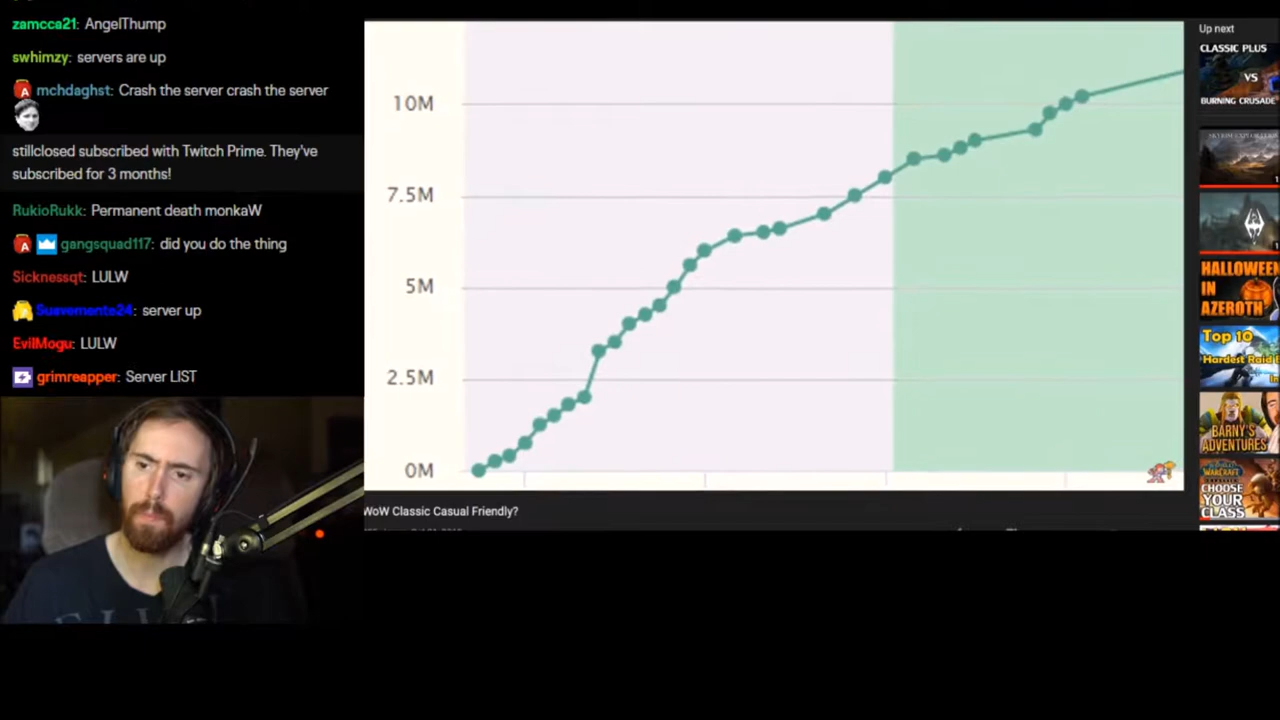 zamcca21: AngelThump
swhimzy: servers are up
mchdaghst: Crash the server crash the server
stillclosed subscribed with Twitch Prime. They've
subscribed for 3 months!
RukioRukk: Permanent death monkaW
gangsquad117: did you do the thing
Sicknessqt: LULW
Suavemente24: server up
EvilMogu: LULW
grimreapper: Server LIST
10M
7.5M
5M
2.5M
0M
WoW Classic Casual Friendly?
Up next
CLASSIC PLUS
VS
BURNING CRUSADE
HALLOWEEN
IN
AZEROTH
Top 10
Hardest Raid
BARNY'S
ADVENTURES
CHOOSE
YOUR
CLASS